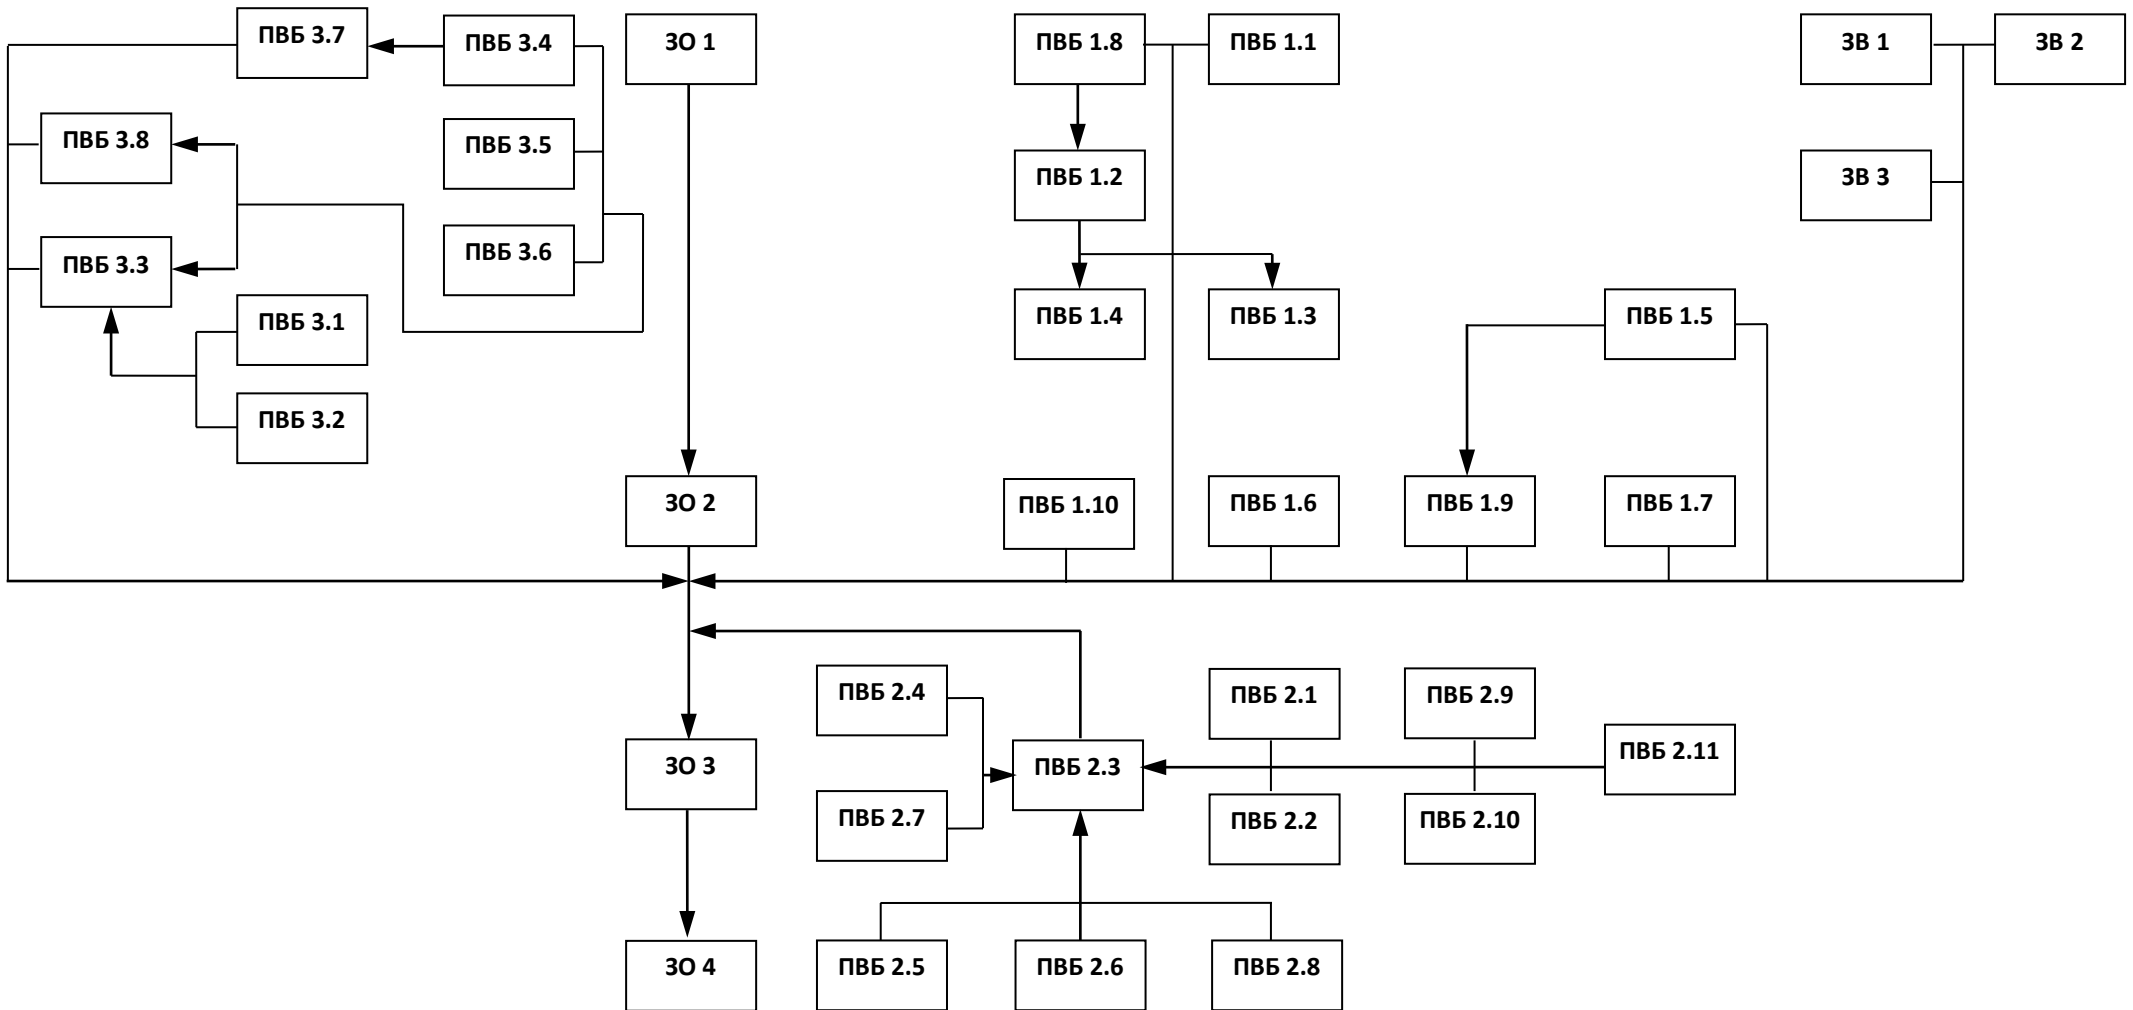 ПВБ 3.7
ПВБ 3.4
ЗО 1
ПВБ 1.8
ПВБ 1.1
ЗВ 1
ЗВ 2
ПВБ 3.8
ПВБ 3.5
ПВБ 1.2
ЗВ 3
ПВБ 3.3
ПВБ 3.6
ПВБ 3.1
ПВБ 1.4
ПВБ 1.3
ПВБ 1.5
ПВБ 3.2
ЗО 2
ПВБ 1.10
ПВБ 1.6
ПВБ 1.9
ПВБ 1.7
ПВБ 2.4
ПВБ 2.1
ПВБ 2.9
ЗО 3
ПВБ 2.3
ПВБ 2.11
ПВБ 2.7
ПВБ 2.2
ПВБ 2.10
ЗО 4
ПВБ 2.5
ПВБ 2.6
ПВБ 2.8